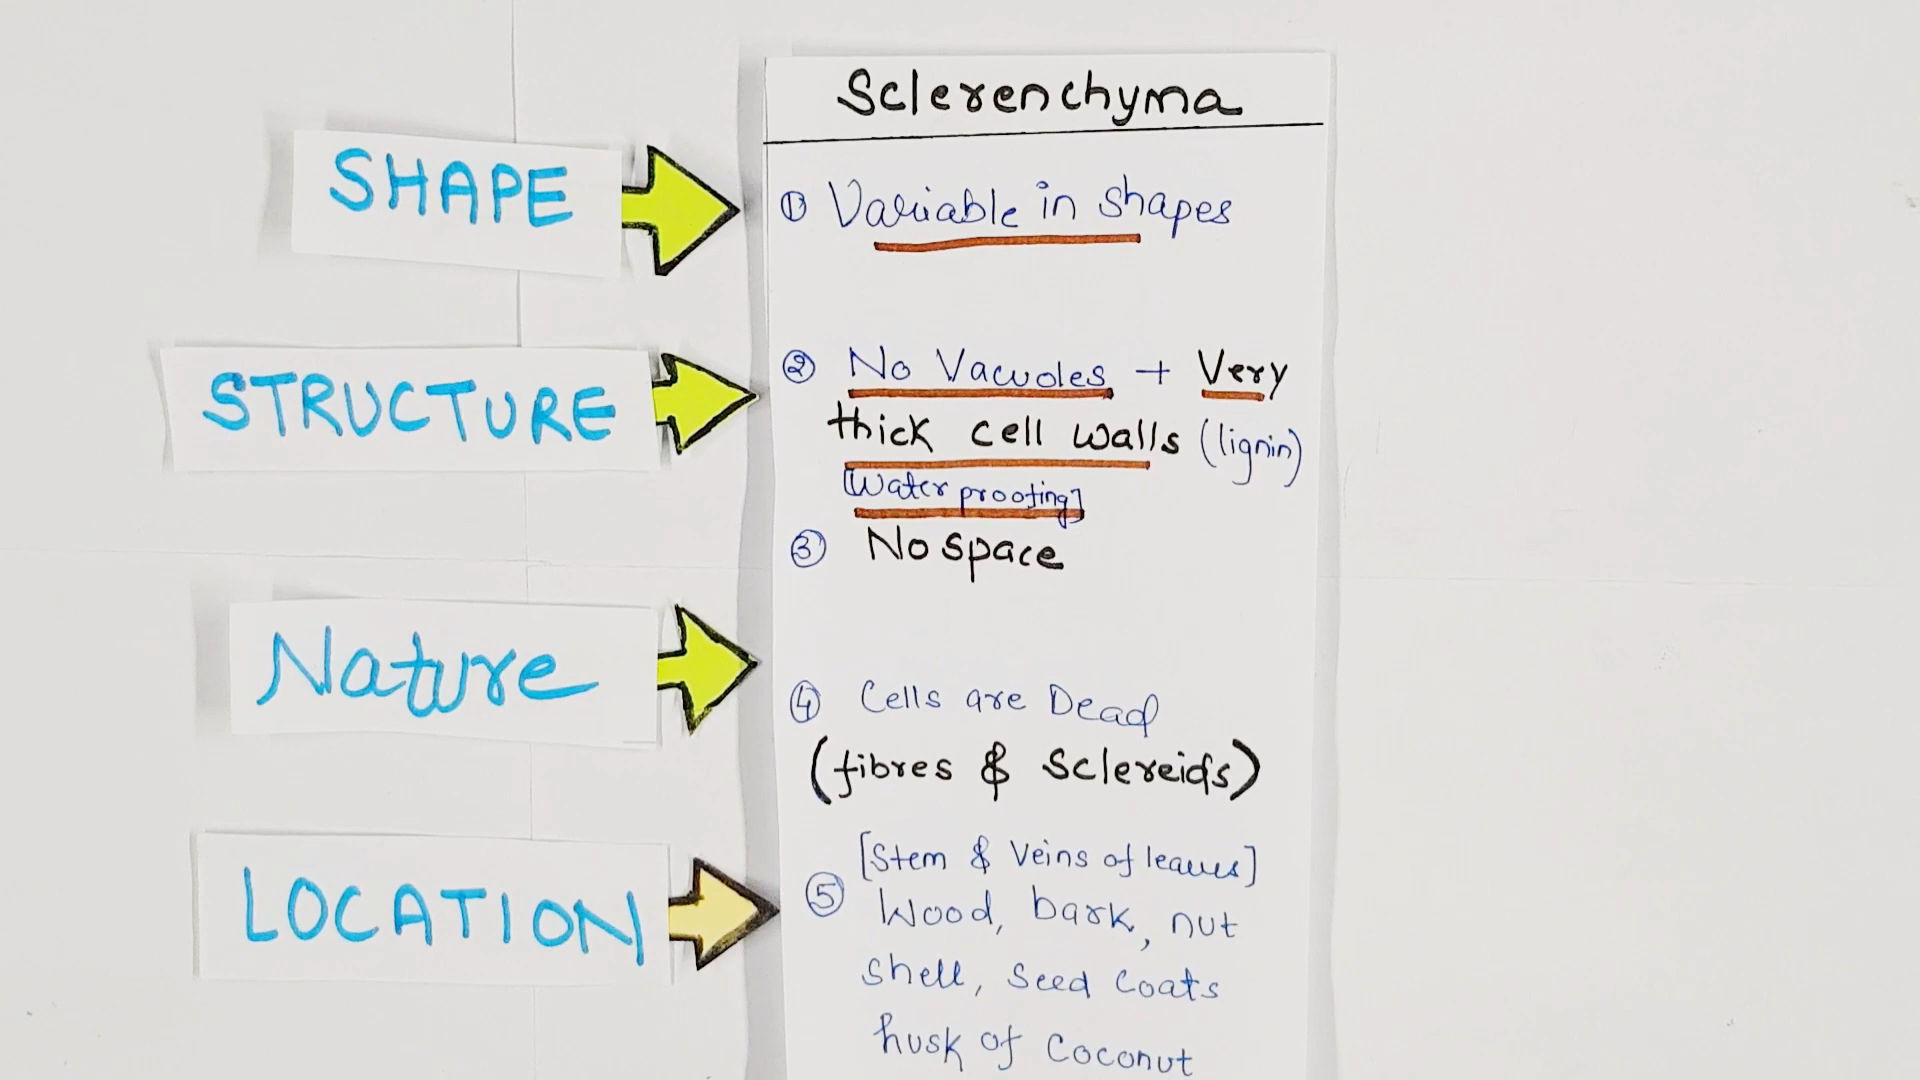 Sclerenchyma
SHAPE
① Variable in shapes
STRUCTURE
② No Vacuoles + Very
thick cell walls (lignin)
[Water proofing]
③ No space
Nature
④ Cells are Dead
(fibres & Sclereids)
LOCATION
[Stem & Veins of leaves]
⑤ Wood, bark, nut
shell, Seed Coats
husk of Coconut